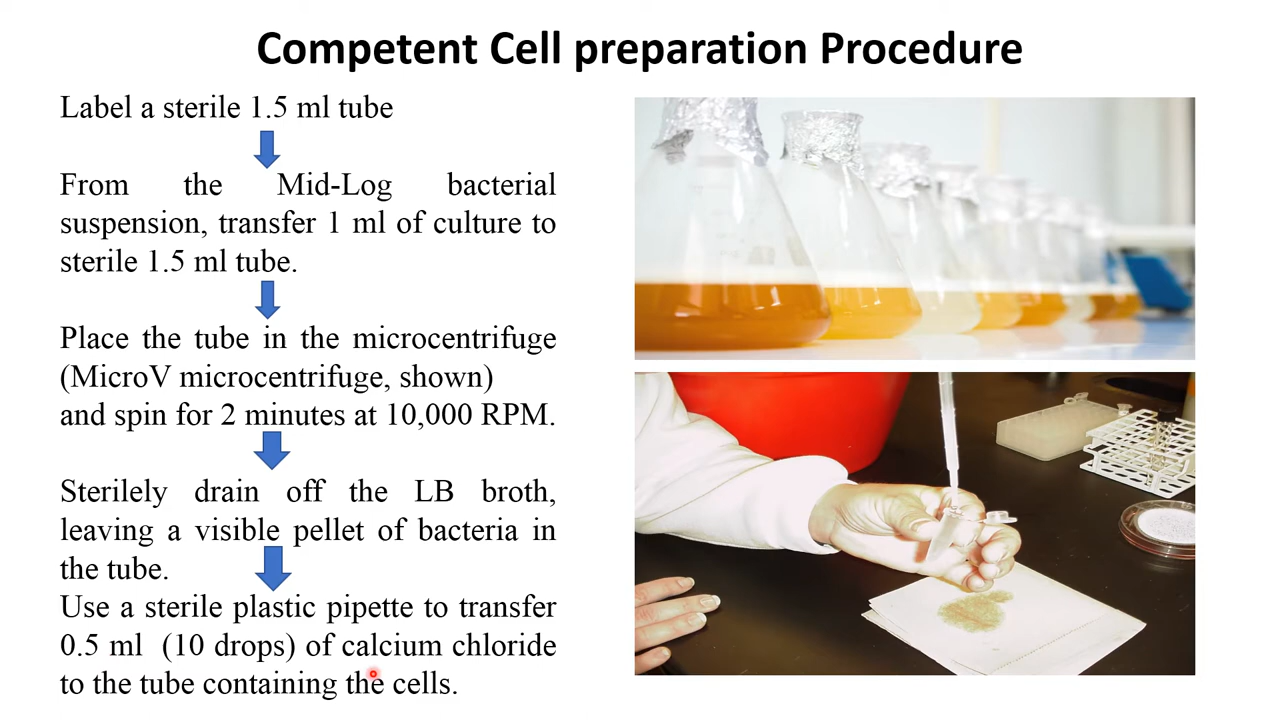 Competent Cell preparation Procedure
Label a sterile 1.5 ml tube
From the Mid-Log bacterial
suspension, transfer 1 ml of culture to
sterile 1.5 ml tube.
Place the tube in the microcentrifuge
(MicroV microcentrifuge, shown)
and spin for 2 minutes at 10,000 RPM.
Sterilely drain off the LB broth,
leaving a visible pellet of bacteria in
the tube.
Use a sterile plastic pipette to transfer
0.5 ml (10 drops) of calcium chloride
to the tube containing the cells.